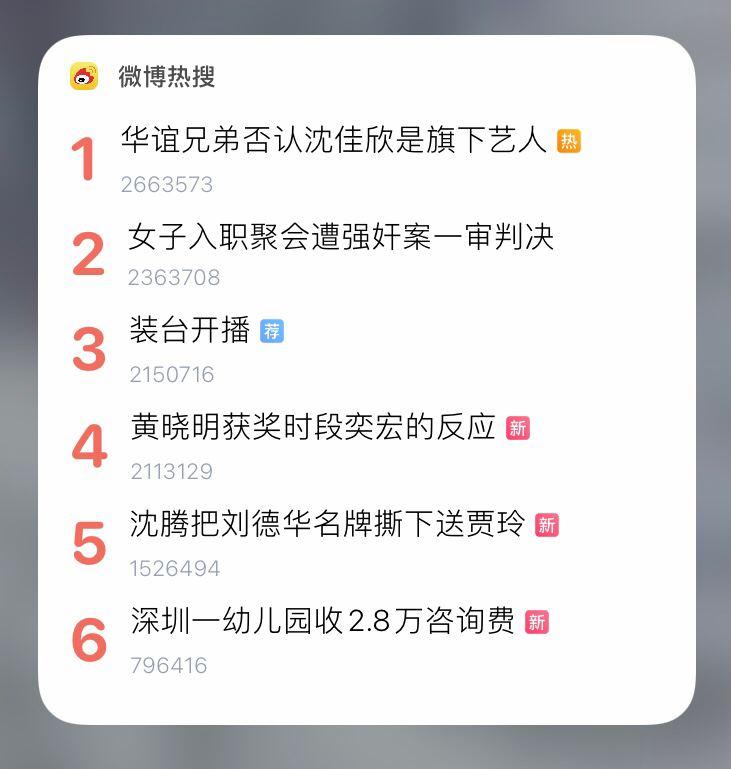 微博热搜
1 华谊兄弟否认沈佳欣是旗下艺人 热
2663573
2 女子入职聚会遭强奸案一审判决
2363708
3 装台开播 荐
2150716
4 黄晓明获奖时段奕宏的反应 新
2113129
5 沈腾把刘德华名牌撕下送贾玲 新
1526494
6 深圳一幼儿园收2.8万咨询费 新
796416